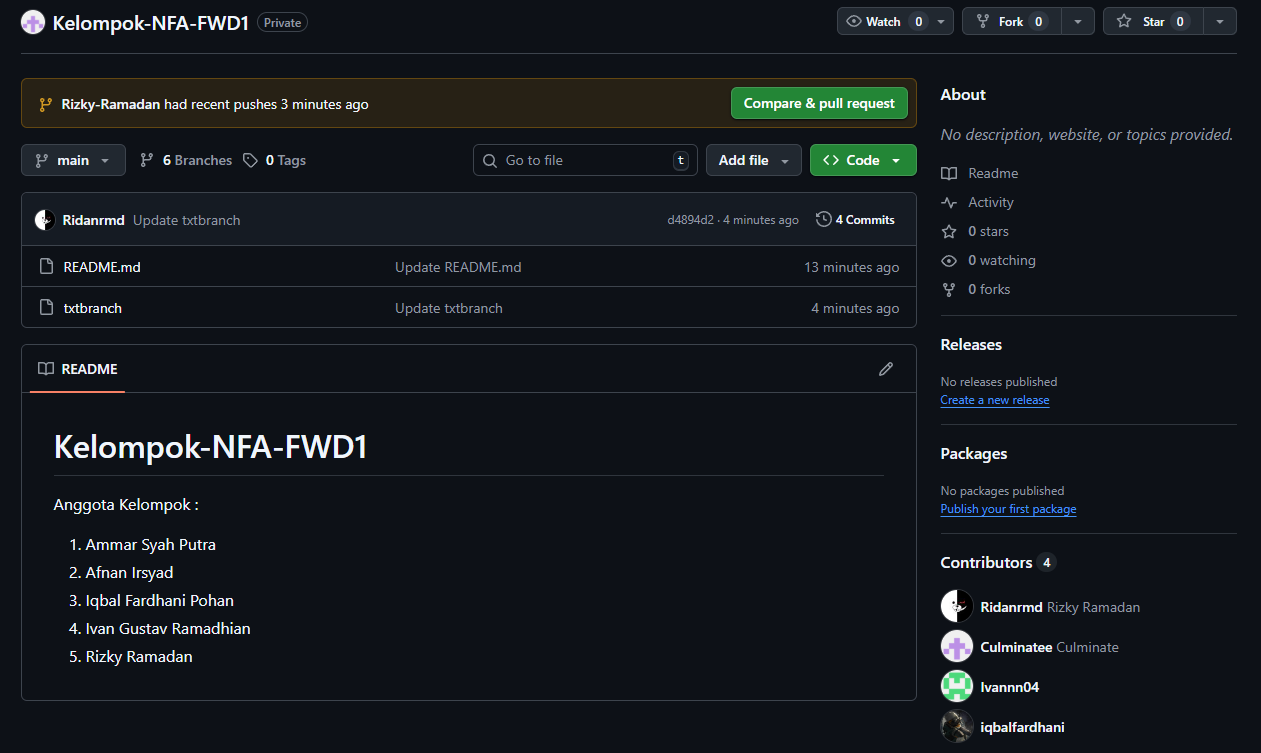 Kelompok-NFA-FWD1 Private
Watch 0 Fork 0 Star 0
Rizky-Ramadan had recent pushes 3 minutes ago
Compare & pull request
main 6 Branches 0 Tags
Go to file t
Add file
Code
Ridanrmd Update txtbranch d4894d2 · 4 minutes ago 4 Commits
README.md Update README.md 13 minutes ago
txtbranch Update txtbranch 4 minutes ago
README
Kelompok-NFA-FWD1
Anggota Kelompok :
1. Ammar Syah Putra
2. Afnan Irsyad
3. Iqbal Fardhani Pohan
4. Ivan Gustav Ramadhian
5. Rizky Ramadan
About
No description, website, or topics provided.
Readme
Activity
0 stars
0 watching
0 forks
Releases
No releases published
Create a new release
Packages
No packages published
Publish your first package
Contributors 4
Ridanrmd Rizky Ramadan
Culminatee Culminate
Ivannn04
iqbalfardhani